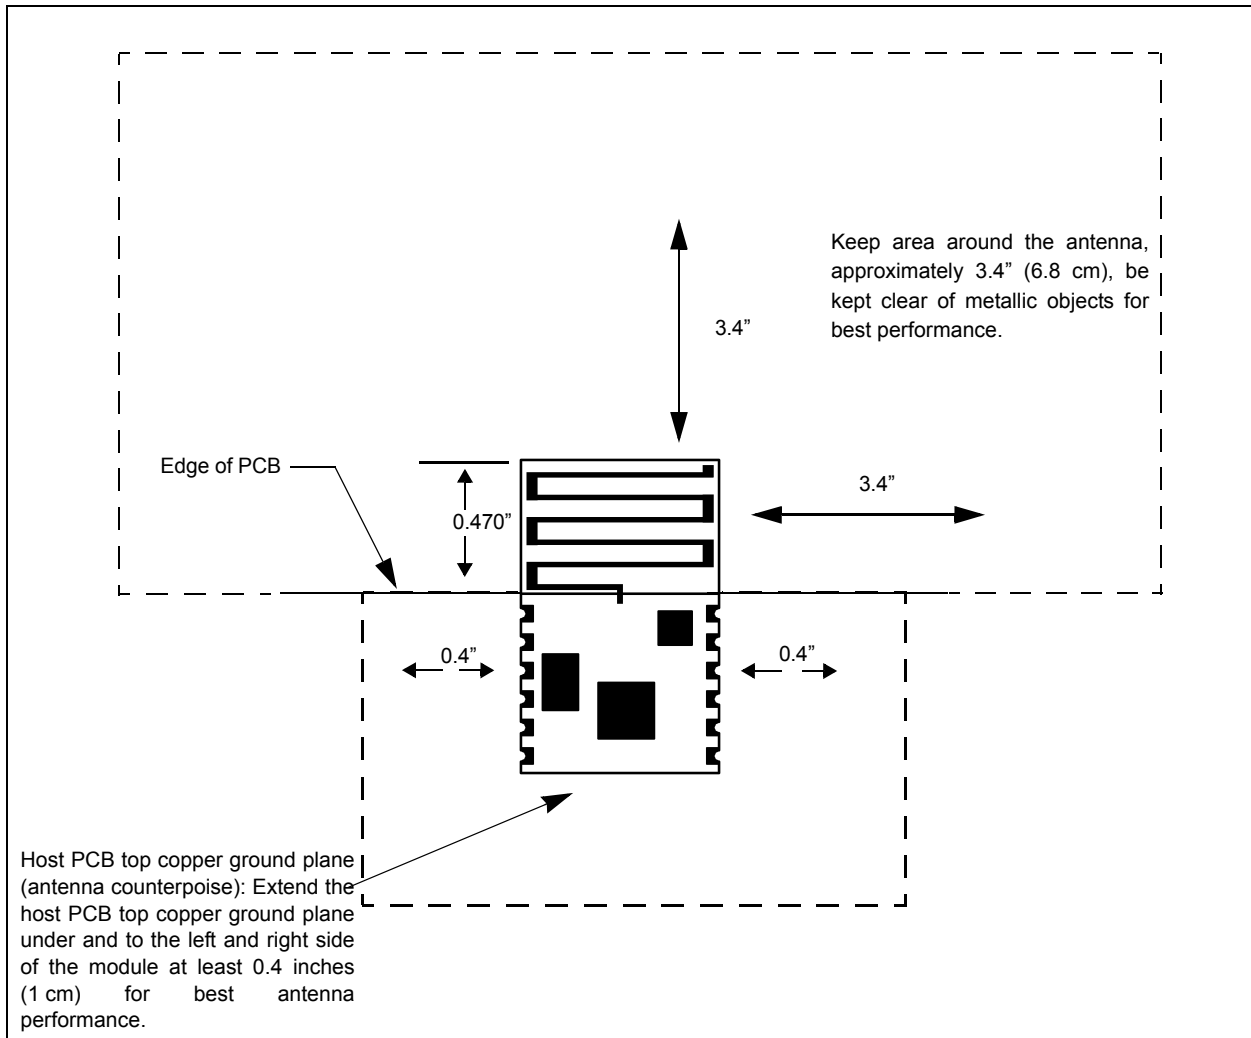 Keep area around the antenna,
approximately 3.4” (6.8 cm), be
kept clear of metallic objects for
best performance.
3.4”
Edge of PCB
0.470”
3.4”
0.4”
0.4”
Host PCB top copper ground plane
(antenna counterpoise): Extend the
host PCB top copper ground plane
under and to the left and right side
of the module at least 0.4 inches
(1 cm) for best antenna
performance.